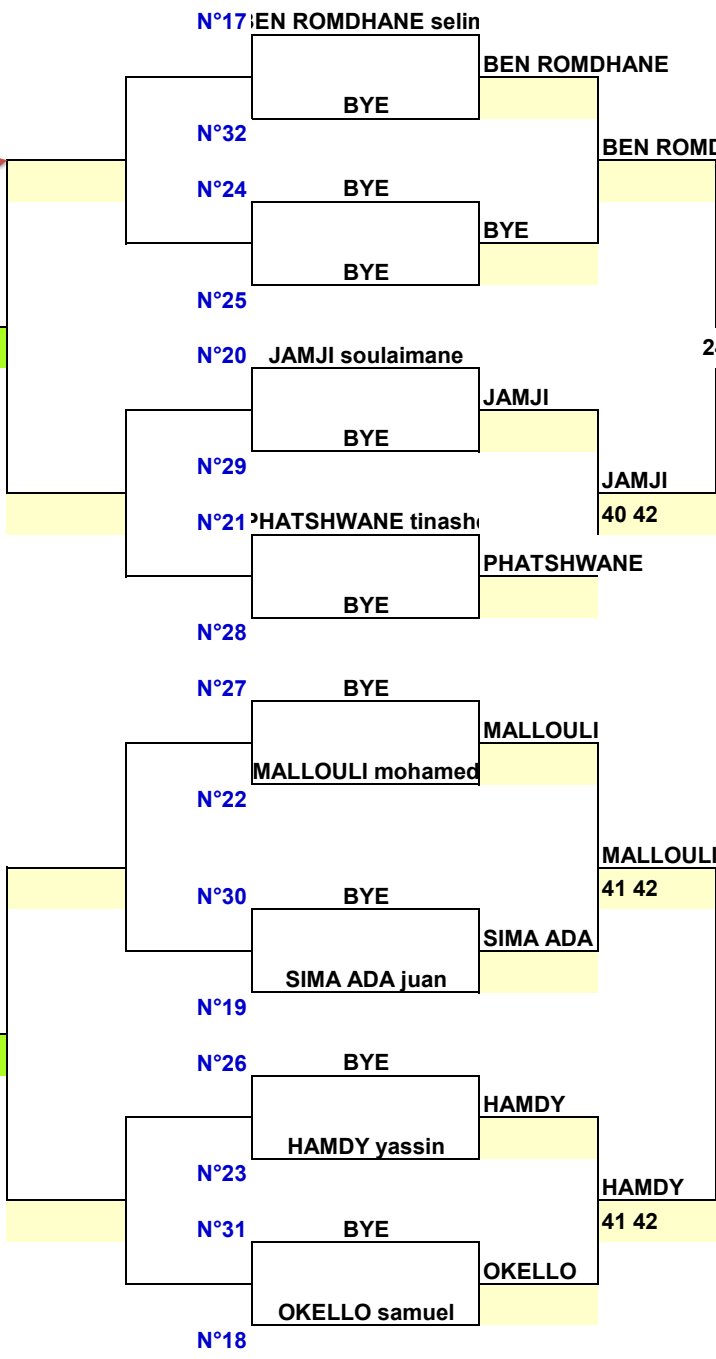 N°17 BEN ROMDHANE selim
BEN ROMDHANE
BYE
N°32
BEN ROMD
N°24 BYE
BYE
BYE
N°25
N°20 JAMJI soulaimane
24
JAMJI
BYE
N°29
JAMJI
N°21 PHATSHWANE tinashe
40 42
PHATSHWANE
BYE
N°28
N°27 BYE
MALLOULI
MALLOULI mohamed
N°22
MALLOULI
N°30 BYE
41 42
SIMA ADA
SIMA ADA juan
N°19
N°26 BYE
HAMDY
HAMDY yassin
N°23
HAMDY
N°31 BYE
41 42
OKELLO
OKELLO samuel
N°18